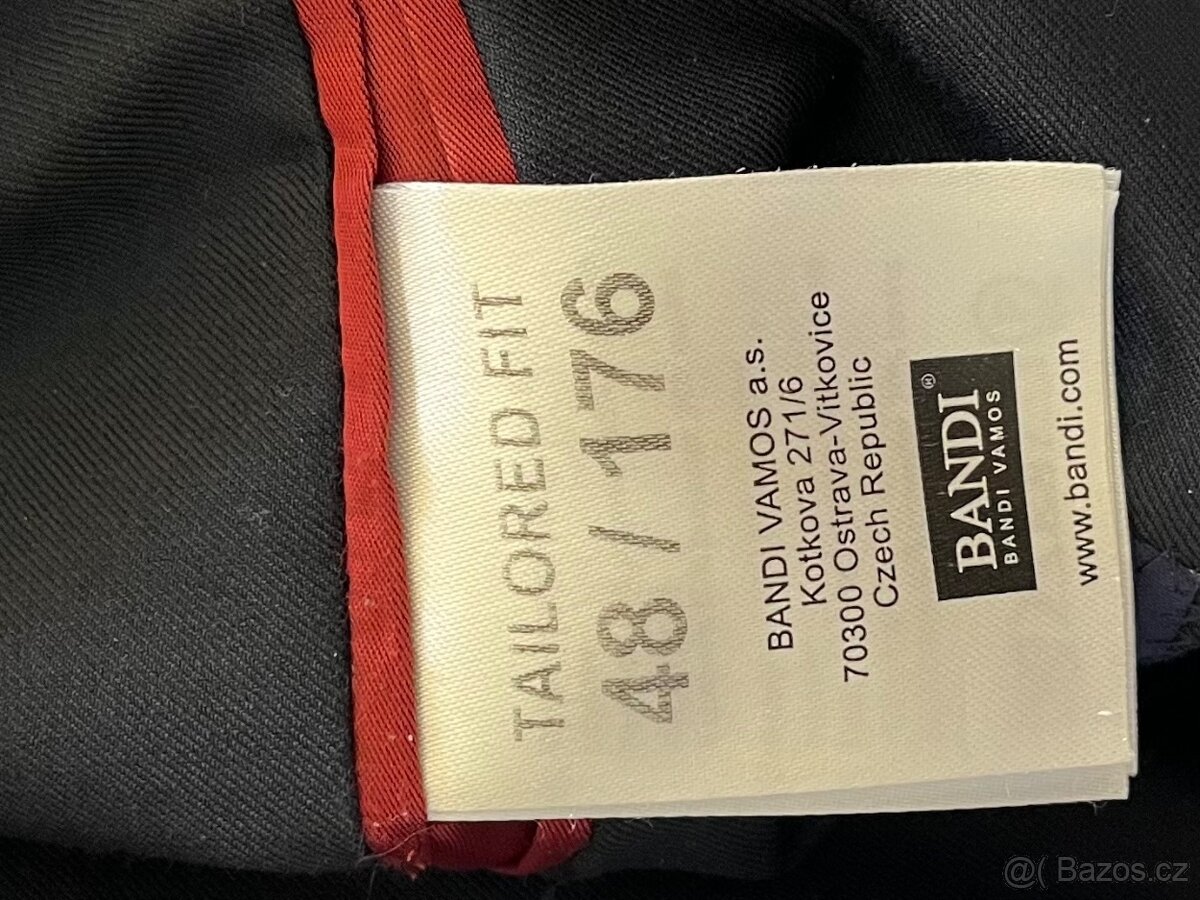 TAILORED FIT
48 / 176
BANDI VAMOS a.s.
Kotkova 271/6
70300 Ostrava-Vitkovice
Czech Republic
BANDI®
BANDI VAMOS
www.bandi.com
@( Bazos.cz